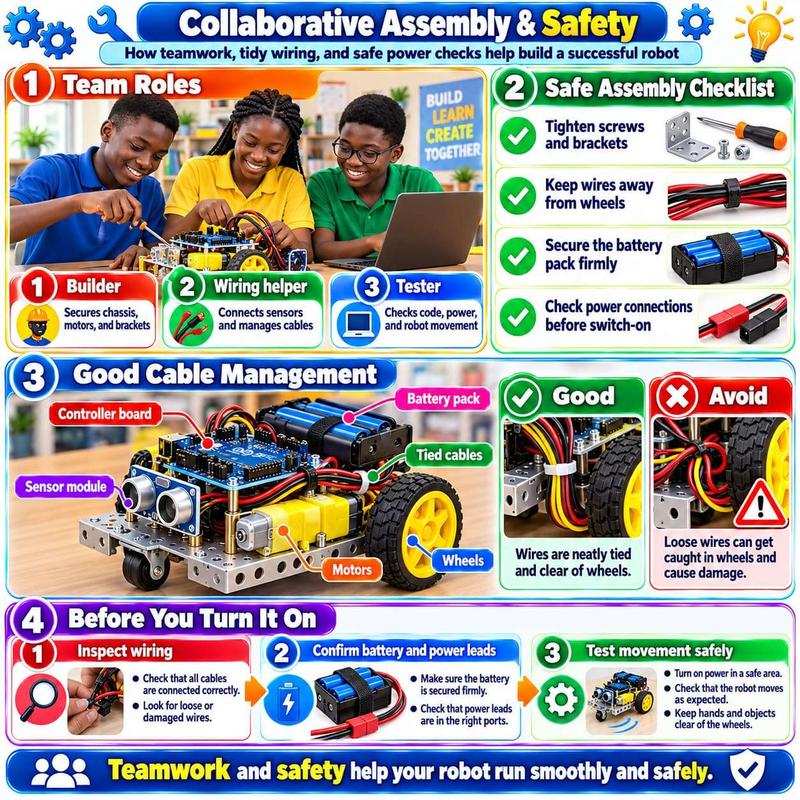 Collaborative Assembly & Safety
How teamwork, tidy wiring, and safe power checks help build a successful robot
1 Team Roles
BUILD
LEARN
CREATE
TOGETHER
1 Builder
Secures chassis,
motors, and brackets
2 Wiring helper
Connects sensors
and manages cables
3 Tester
Checks code, power,
and robot movement
2 Safe Assembly Checklist
Tighten screws
and brackets
Keep wires away
from wheels
Secure the battery
pack firmly
Check power connections
before switch-on
3 Good Cable Management
Controller board
Battery pack
Tied cables
Sensor module
Motors
Wheels
Good
Wires are neatly tied
and clear of wheels.
Avoid
Loose wires can get
caught in wheels and
cause damage.
4 Before You Turn It On
1 Inspect wiring
• Check that all cables
are connected correctly.
• Look for loose or
damaged wires.
2 Confirm battery and power leads
• Make sure the battery
is secured firmly.
• Check that power leads
are in the right ports.
3 Test movement safely
• Turn on power in a safe area.
• Check that the robot moves
as expected.
• Keep hands and objects
clear of the wheels.
Teamwork and safety help your robot run smoothly and safely.